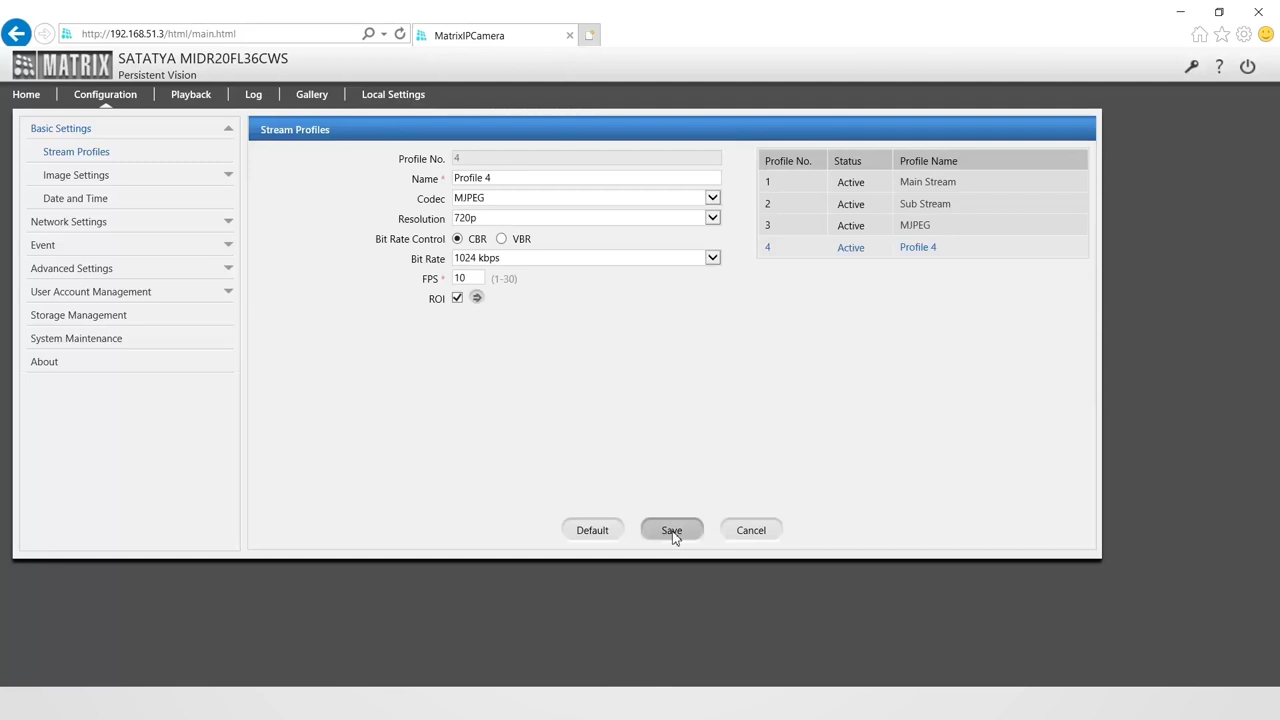 http://192.168.51.3/html/main.html
MatrixIPCamera
MATRIX
SATATYA MIDR20FL36CWS
Persistent Vision
Home
Configuration
Playback
Log
Gallery
Local Settings
Basic Settings
Stream Profiles
Image Settings
Date and Time
Network Settings
Event
Advanced Settings
User Account Management
Storage Management
System Maintenance
About
Stream Profiles
Profile No. 4
Name * Profile 4
Codec MJPEG
Resolution 720p
Bit Rate Control CBR VBR
Bit Rate 1024 kbps
FPS * 10 (1-30)
ROI
Profile No. Status Profile Name
1 Active Main Stream
2 Active Sub Stream
3 Active MJPEG
4 Active Profile 4
Default
Save
Cancel